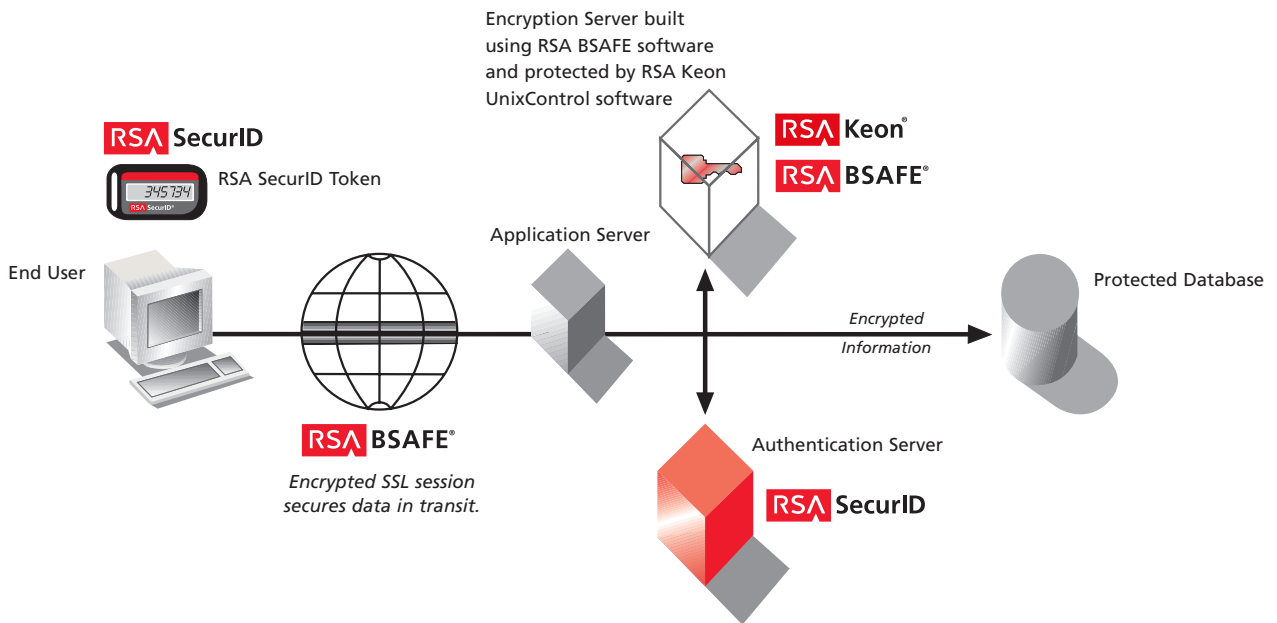 Encryption Server built
using RSA BSAFE software
and protected by RSA Keon
UnixControl software
RSA SecurID
RSA SecurID Token
345734
RSA SecurID®
RSA Keon®
RSA BSAFE®
Application Server
End User
Protected Database
Encrypted
Information
RSA BSAFE®
Encrypted SSL session
secures data in transit.
Authentication Server
RSA SecurID